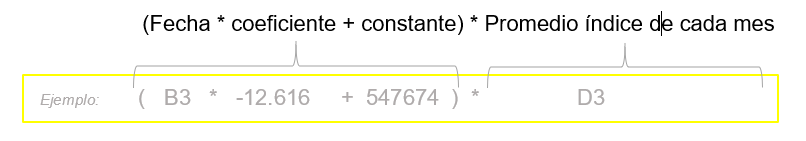 (Fecha * coeficiente + constante) * Promedio índice de cada mes
Ejemplo: ( B3 * -12.616 + 547674 ) * D3